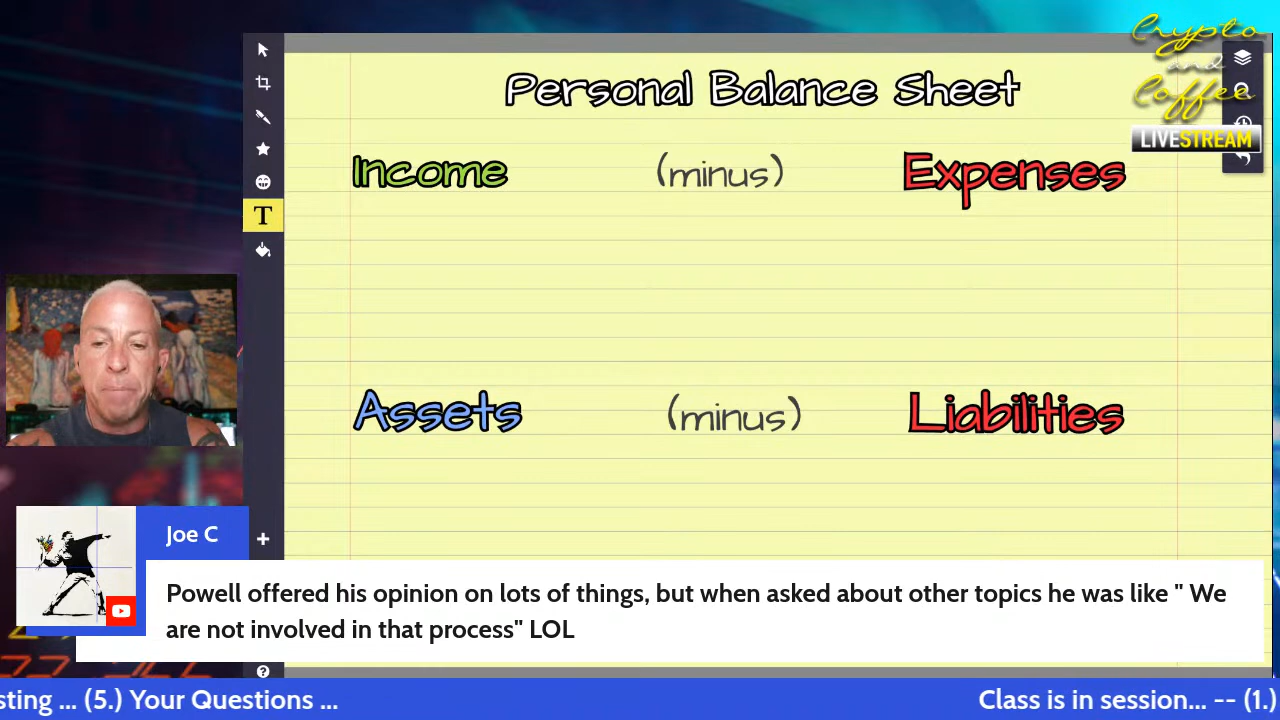 Crypto
and
Coffee
LIVESTREAM
Personal Balance Sheet
Income (minus) Expenses
T
Assets (minus) Liabilities
Joe C
Powell offered his opinion on lots of things, but when asked about other topics he was like " We
are not involved in that process" LOL
sting ... (5.) Your Questions ... Class is in session... -- (1.)